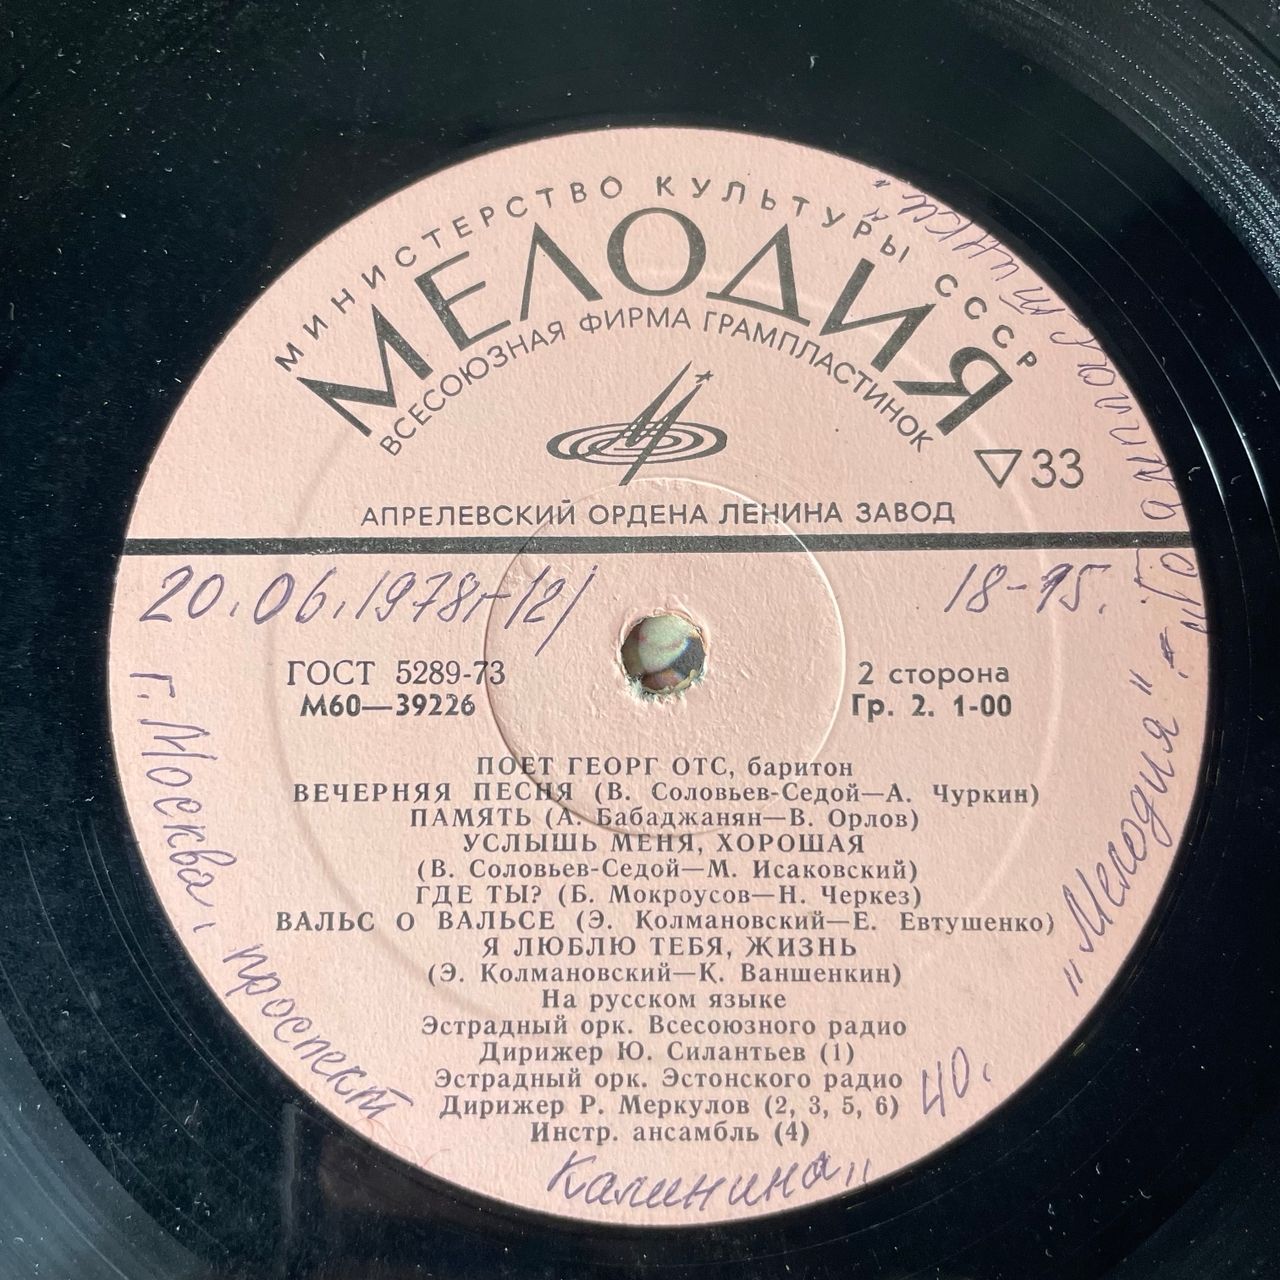 МИНИСТЕРСТВО КУЛЬТУРЫ СССР
МЕЛОДИЯ
ВСЕСОЮЗНАЯ ФИРМА ГРАМПЛАСТИНОК
▽33
АПРЕЛЕВСКИЙ ОРДЕНА ЛЕНИНА ЗАВОД
20.06.1978г
18-15.
ГОСТ 5289-73
2 сторона
М60—39226
Гр. 2. 1-00
ПОЕТ ГЕОРГ ОТС, баритон
ВЕЧЕРНЯЯ ПЕСНЯ (В. Соловьев-Седой—А. Чуркин)
ПАМЯТЬ (А. Бабаджанян—В. Орлов)
УСЛЫШЬ МЕНЯ, ХОРОШАЯ
(В. Соловьев-Седой—М. Исаковский)
ГДЕ ТЫ? (Б. Мокроусов—Н. Черкез)
ВАЛЬС О ВАЛЬСЕ (Э. Колмановский—Е. Евтушенко)
Я ЛЮБЛЮ ТЕБЯ, ЖИЗНЬ
(Э. Колмановский—К. Ваншенкин)
На русском языке
Эстрадный орк. Всесоюзного радио
Дирижер Ю. Силантьев (1)
Эстрадный орк. Эстонского радио
Дирижер Р. Меркулов (2, 3, 5, 6)
Инстр. ансамбль (4)
г. Москва, проспект
Калинина"
40.
"Мелодия".-